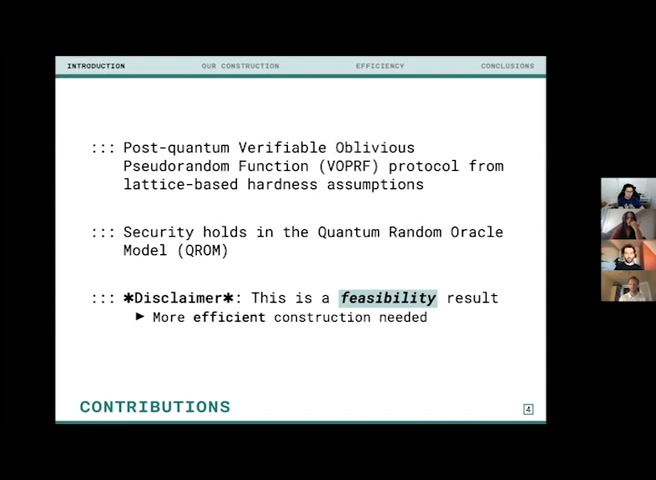 INTRODUCTION OUR CONSTRUCTION EFFICIENCY CONCLUSIONS
::: Post-quantum Verifiable Oblivious
Pseudorandom Function (VOPRF) protocol from
lattice-based hardness assumptions
::: Security holds in the Quantum Random Oracle
Model (QROM)
::: *Disclaimer*: This is a feasibility result
▶ More efficient construction needed
CONTRIBUTIONS 4